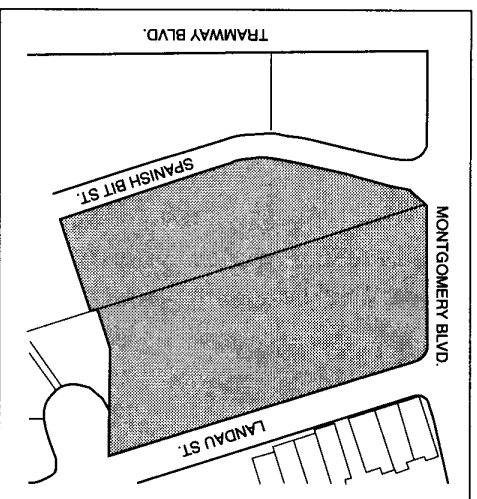 TRAMWAY BLVD.
SPANISH BIT ST.
MONTGOMERY BLVD.
LANDAU ST.